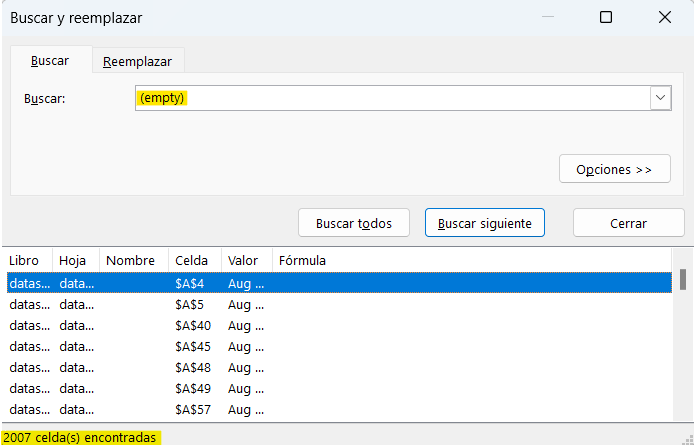 Buscar y reemplazar
Buscar Reemplazar
Buscar: (empty)
Opciones >>
Buscar todos Buscar siguiente Cerrar
Libro Hoja Nombre Celda Valor Fórmula
datas... data... $A$4 Aug ...
datas... data... $A$5 Aug ...
datas... data... $A$40 Aug ...
datas... data... $A$45 Aug ...
datas... data... $A$48 Aug ...
datas... data... $A$49 Aug ...
datas... data... $A$57 Aug ...
2007 celda(s) encontradas